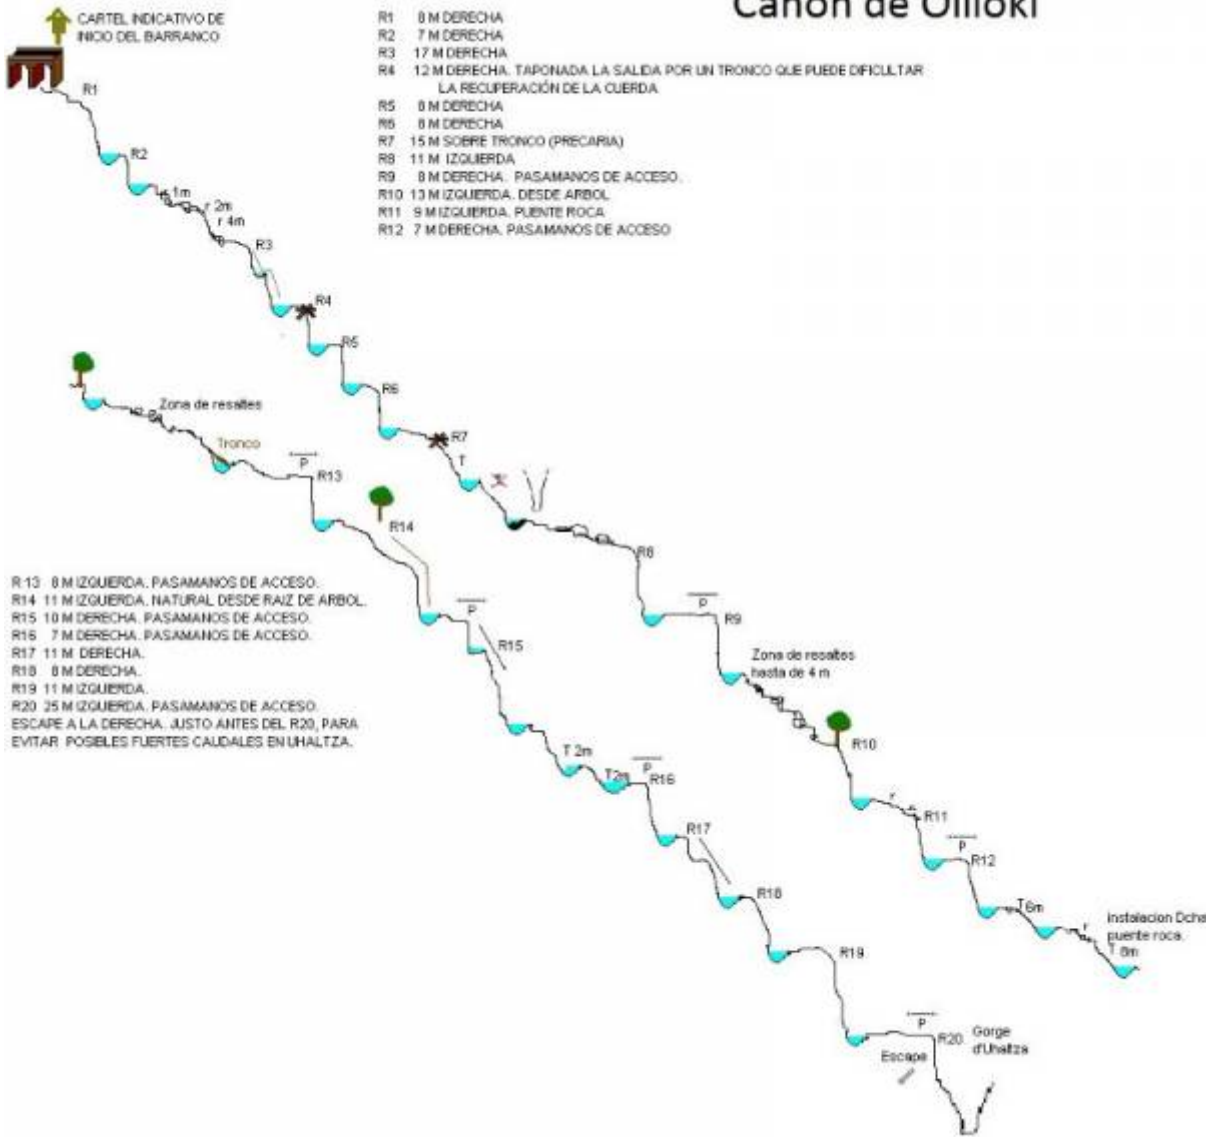 Cañón de Ollloki
CARTEL INDICATIVO DE
INICIO DEL BARRANCO
R1 8 M DERECHA
R2 7 M DERECHA
R3 17 M DERECHA
R4 12 M DERECHA. TAPONADA LA SALIDA POR UN TRONCO QUE PUEDE DIFICULTAR
LA RECUPERACIÓN DE LA CUERDA
R5 8 M DERECHA
R6 8 M DERECHA
R7 15 M SOBRE TRONCO (PRECARIA)
R8 11 M IZQUIERDA
R9 8 M DERECHA. PASAMANOS DE ACCESO.
R10 13 M IZQUIERDA. DESDE ARBOL
R11 9 M IZQUIERDA. PUENTE ROCA
R12 7 M DERECHA. PASAMANOS DE ACCESO
R1
R2
r 1m
r 2m
r 4m
R3
R4
R5
R6
R7
T
R8
P
R9
Zona de resaltes
hasta de 4 m
R10
r
R11
P
R12
T 6m
r
instalacion Dcha
puente roca.
T 8m
Zona de resaltes
Tronco
P
R13
R14
P
R15
T 2m
T 2m
P
R16
R17
R18
R19
P
R20
Gorge
d'Uhaltza
Escape
R 13 8 M IZQUIERDA. PASAMANOS DE ACCESO.
R14 11 M IZQUIERDA. NATURAL DESDE RAIZ DE ARBOL.
R15 10 M DERECHA. PASAMANOS DE ACCESO.
R16 7 M DERECHA. PASAMANOS DE ACCESO.
R17 11 M DERECHA.
R18 8 M DERECHA.
R19 11 M IZQUIERDA.
R20 25 M IZQUIERDA. PASAMANOS DE ACCESO.
ESCAPE A LA DERECHA. JUSTO ANTES DEL R20, PARA
EVITAR POSIBLES FUERTES CAUDALES EN UHALTZA.